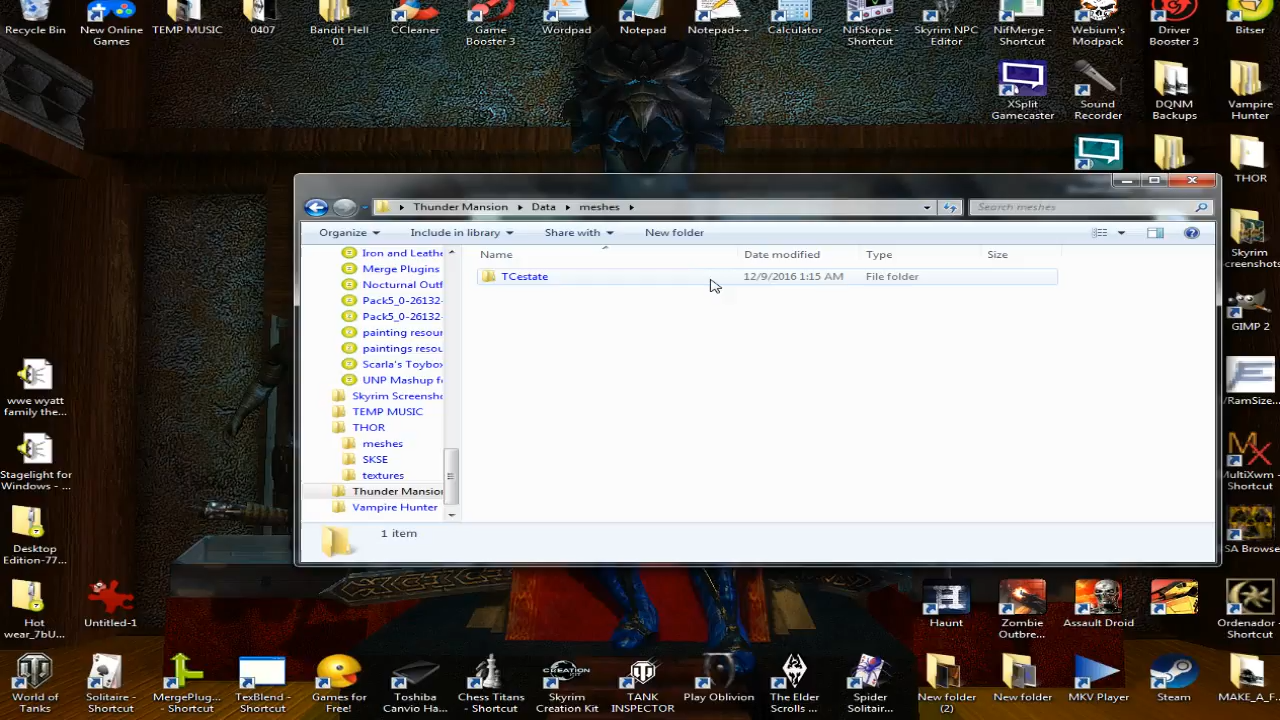 Recycle Bin
New Online
Games
TEMP MUSIC
0407
Bandit Hell
01
CCleaner
Game
Booster 3
Wordpad
Notepad
Notepad++
Calculator
NifSkope -
Shortcut
Skyrim NPC
Editor
NifMerge -
Shortcut
Webium's
Modpack
Driver
Booster 3
Bitser
XSplit
Gamecaster
Sound
Recorder
DQNM
Backups
Vampire
Hunter
THOR
Thunder Mansion
Data
meshes
Search meshes
Organize
Include in library
Share with
New folder
Iron and Leathe
Merge Plugins
Nocturnal Outf
Pack5_0-26132-
Pack5_0-26132-
painting resour
paintings resou
Scarla's Toybox
UNP Mashup fo
Skyrim Screensho
TEMP MUSIC
THOR
meshes
SKSE
textures
Thunder Mansion
Vampire Hunter
Name
Date modified
Type
Size
TCestate
12/9/2016 1:15 AM
File folder
1 item
Skyrim
Screenshots
GIMP 2
/RamSize...
MultiXwm -
Shortcut
wwe wyatt
family the...
Stagelight for
Windows - ...
Desktop
Edition-77...
Hot
wear_7bU...
Untitled-1
Haunt
Zombie
Outbre...
Assault Droid
Ordenador -
Shortcut
World of
Tanks
Solitaire -
Shortcut
MergePlug...
- Shortcut
TexBlend -
Shortcut
Games for
Free!
Toshiba
Canvio Ha...
Chess Titans
- Shortcut
CREATION
KIT
Skyrim
Creation Kit
TANK
INSPECTOR
Play Oblivion
The Elder
Scrolls ...
Spider
Solitair...
New folder
(2)
New folder
MKV Player
Steam
MAKE_A_F...